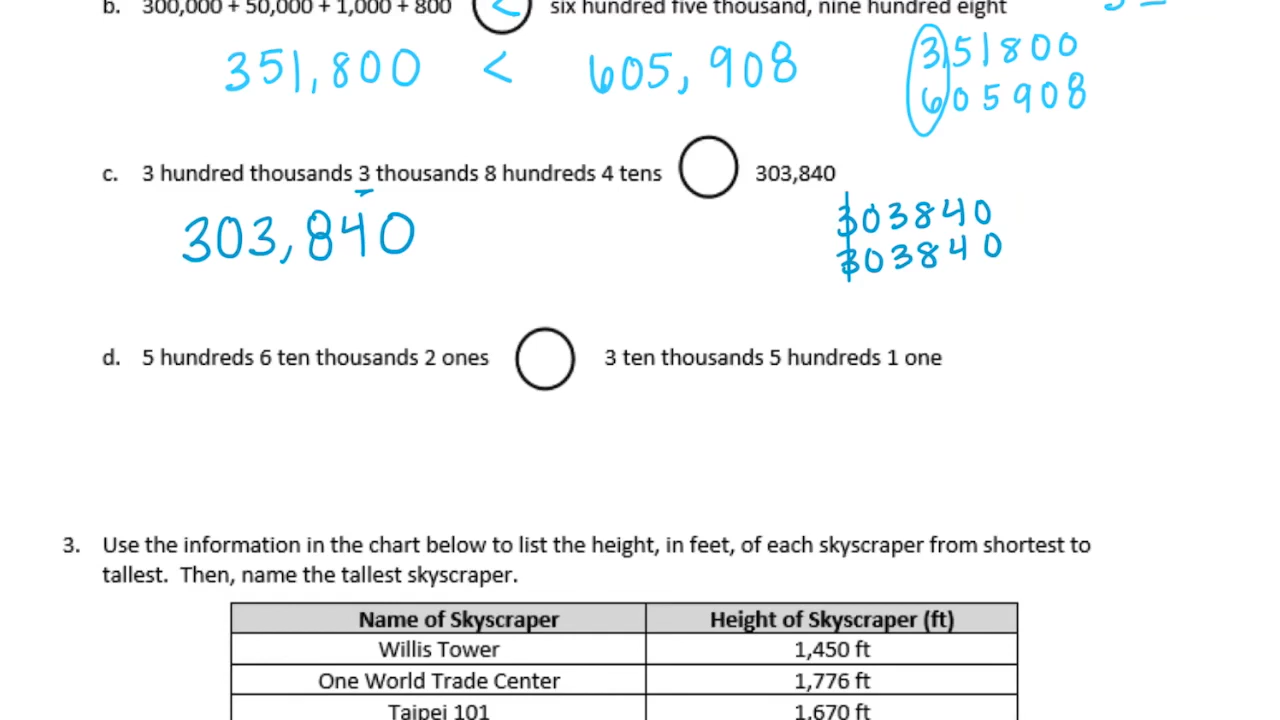 b. 300,000 + 50,000 + 1,000 + 800 < six hundred five thousand, nine hundred eight
351,800 < 605,908
351800
605908
c. 3 hundred thousands 3 thousands 8 hundreds 4 tens 303,840
303,840
303840
303840
d. 5 hundreds 6 ten thousands 2 ones 3 ten thousands 5 hundreds 1 one
3. Use the information in the chart below to list the height, in feet, of each skyscraper from shortest to
tallest. Then, name the tallest skyscraper.
Name of Skyscraper Height of Skyscraper (ft)
Willis Tower 1,450 ft
One World Trade Center 1,776 ft
Taipei 101 1,670 ft